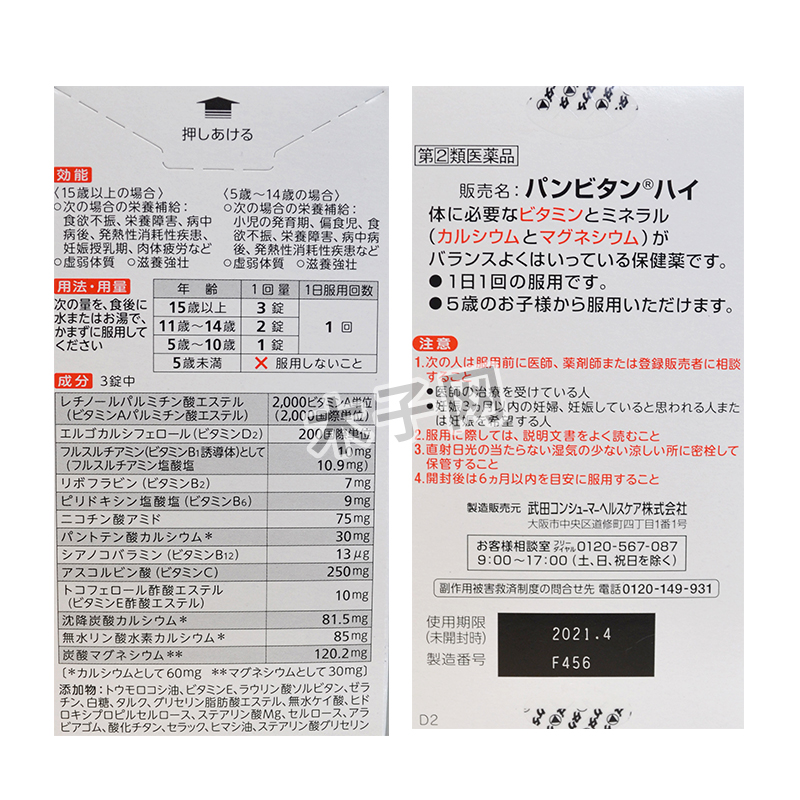 押しあける
効能
〈15歳以上の場合〉
○次の場合の栄養補給:
食欲不振、栄養障害、病中
病後、発熱性消耗性疾患、
妊娠授乳期、肉体疲労など
○虚弱体質 ○滋養強壮
〈5歳～14歳の場合〉
○次の場合の栄養補給:
小児の発育期、偏食児、食
欲不振、栄養障害、病中病
後、発熱性消耗性疾患など
○虚弱体質 ○滋養強壮
用法・用量
次の量を、食後に
水またはお湯で、
かまずに服用して
ください
年齢 1回量 1日服用回数
15歳以上 3錠
11歳～14歳 2錠 1回
5歳～10歳 1錠
5歳未満 × 服用しないこと
成分 3錠中
レチノールパルミチン酸エステル 2,000ビタミンA単位
(ビタミンAパルミチン酸エステル) (2,000国際単位)
エルゴカルシフェロール(ビタミンD2) 200国際単位
フルスルチアミン(ビタミンB1誘導体)として 10mg
(フルスルチアミン塩酸塩 10.9mg)
リボフラビン(ビタミンB2) 7mg
ピリドキシン塩酸塩(ビタミンB6) 9mg
ニコチン酸アミド 75mg
パントテン酸カルシウム* 30mg
シアノコバラミン(ビタミンB12) 13μg
アスコルビン酸(ビタミンC) 250mg
トコフェロール酢酸エステル 10mg
(ビタミンE酢酸エステル)
沈降炭酸カルシウム* 81.5mg
無水リン酸水素カルシウム* 85mg
炭酸マグネシウム** 120.2mg
〔*カルシウムとして60mg **マグネシウムとして30mg〕
添加物:トウモロコシ油、ビタミンE、ラウリン酸ソルビタン、ゼラ
チン、白糖、タルク、グリセリン脂肪酸エステル、無水ケイ酸、ヒド
ロキシプロピルセルロース、ステアリン酸Mg、セルロース、アラ
ビアゴム、酸化チタン、セラック、ヒマシ油、ステアリン酸グリセリン
第②類医薬品
販売名:パンビタン®ハイ
体に必要なビタミンとミネラル
(カルシウムとマグネシウム)が
バランスよくはいっている保健薬です。
●1日1回の服用です。
●5歳のお子様から服用いただけます。
注意
1.次の人は服用前に医師、薬剤師または登録販売者に相談
すること
●医師の治療を受けている人
●妊娠3ヵ月以内の妊婦、妊娠していると思われる人また
は妊娠を希望する人
2.服用に際しては、説明文書をよく読むこと
3.直射日光の当たらない湿気の少ない涼しい所に密栓して
保管すること
4.開封後は6ヵ月以内を目安に服用すること
製造販売元 武田コンシューマーヘルスケア株式会社
大阪市中央区道修町四丁目1番1号
お客様相談室 フリーダイヤル 0120-567-087
9:00～17:00(土、日、祝日を除く)
副作用被害救済制度の問合せ先 電話0120-149-931
使用期限
(未開封時) 2021.4
製造番号 F456
D2
木子网